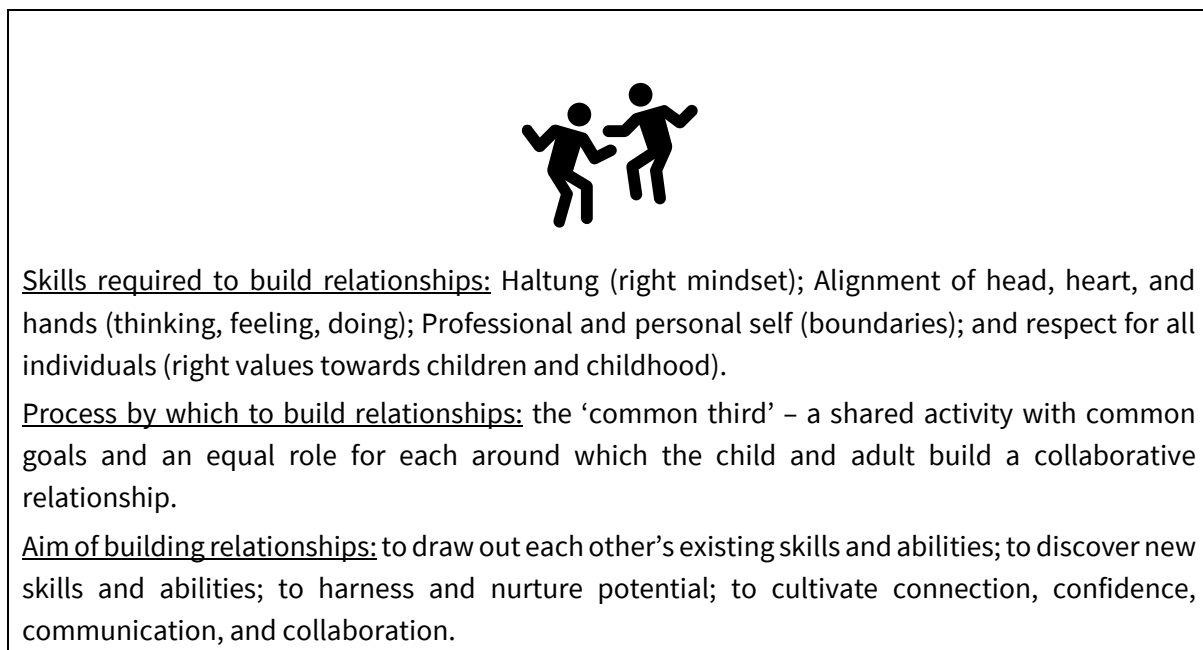 Skills required to build relationships: Haltung (right mindset); Alignment of head, heart, and
hands (thinking, feeling, doing); Professional and personal self (boundaries); and respect for all
individuals (right values towards children and childhood).
Process by which to build relationships: the ‘common third’ – a shared activity with common
goals and an equal role for each around which the child and adult build a collaborative
relationship.
Aim of building relationships: to draw out each other’s existing skills and abilities; to discover new
skills and abilities; to harness and nurture potential; to cultivate connection, confidence,
communication, and collaboration.